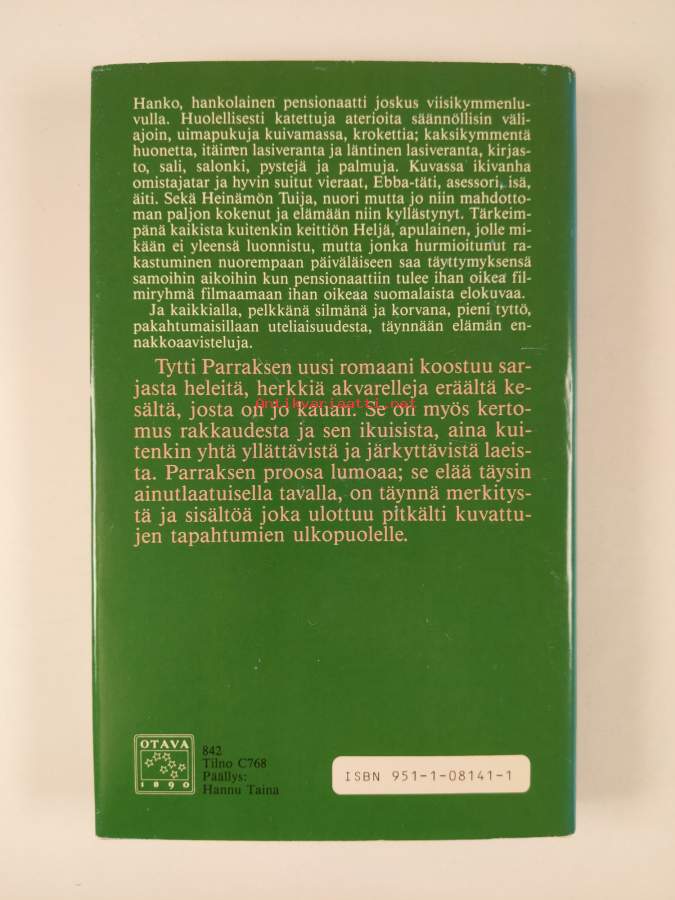 Hanko, hankolainen pensionaatti joskus viisikymmenlu-
vulla. Huolellisesti katettuja aterioita säännöllisin väli-
ajoin, uimapukuja kuivamassa, krokettia; kaksikymmentä
huonetta, itäinen lasiveranta ja läntinen lasiveranta, kirjas-
to, sali, salonki, pystejä ja palmuja. Kuvassa ikivanha
omistajatar ja hyvin suitut vieraat, Ebba-täti, asessori, isä,
äiti. Sekä Heinämön Tuija, nuori mutta jo niin mahdotto-
man paljon kokenut ja elämään niin kyllästynyt. Tärkeim-
pänä kaikista kuitenkin keittiön Heljä, apulainen, jolle mi-
kään ei yleensä luonnistu, mutta jonka hurmioitunut ra-
kastuminen nuorempaan päiväläiseen saa täyttymyksensä
samoihin aikoihin kun pensionaattiin tulee ihan oikea fil-
miryhmä filmaamaan ihan oikeaa suomalaista elokuvaa.
Ja kaikkialla, pelkkänä silmänä ja korvana, pieni tyttö,
pakahtumaisillaan uteliaisuudesta, täynnään elämän en-
nakkoaavisteluja.
Tytti Parraksen uusi romaani koostuu sar-
jasta heleitä, herkkiä akvarelleja eräältä ke-
sältä, josta on jo kauan. Se on myös kerto-
mus rakkaudesta ja sen ikuisista, aina kui-
tenkin yhtä yllättävistä ja järkyttävistä laeis-
ta. Parraksen proosa lumoaa; se elää täysin
ainutlaatuisella tavalla, on täynnä merkitys-
tä ja sisältöä joka ulottuu pitkälti kuvattu-
jen tapahtumien ulkopuolelle.
Antikvariaatti.net
OTAVA
1890
842
Tilno C768
Päällys:
Hannu Taina
ISBN 951-1-08141-1